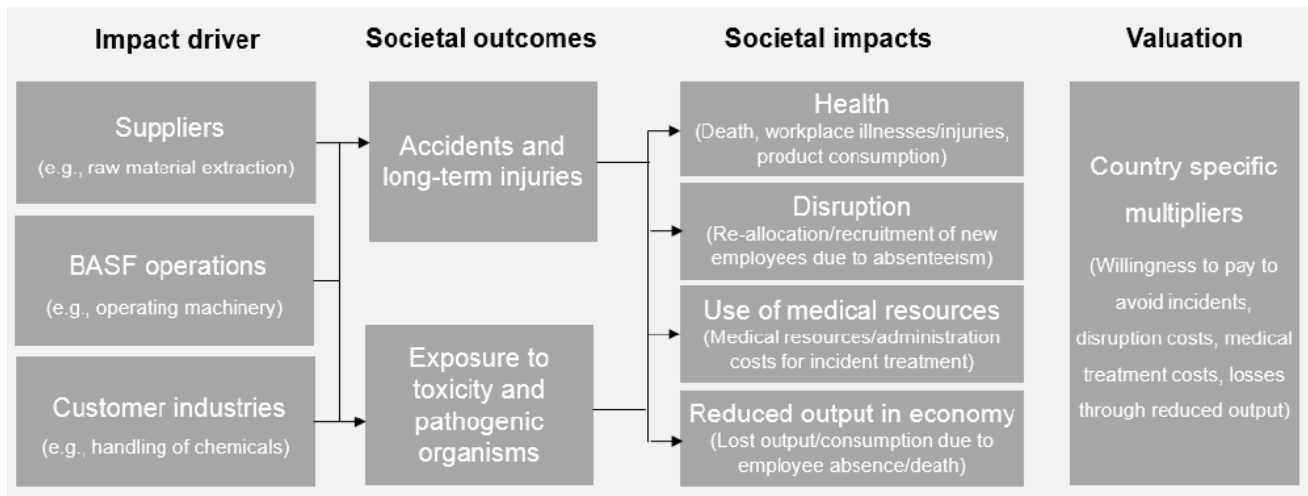 Impact driver
Societal outcomes
Societal impacts
Valuation
Suppliers
(e.g., raw material extraction)
BASF operations
(e.g., operating machinery)
Customer industries
(e.g., handling of chemicals)
Accidents and
long-term injuries
Exposure to
toxicity and
pathogenic
organisms
Health
(Death, workplace illnesses/injuries,
product consumption)
Disruption
(Re-allocation/recruitment of new
employees due to absenteeism)
Use of medical resources
(Medical resources/administration
costs for incident treatment)
Reduced output in economy
(Lost output/consumption due to
employee absence/death)
Country specific
multipliers
(Willingness to pay to
avoid incidents,
disruption costs, medical
treatment costs, losses
through reduced output)